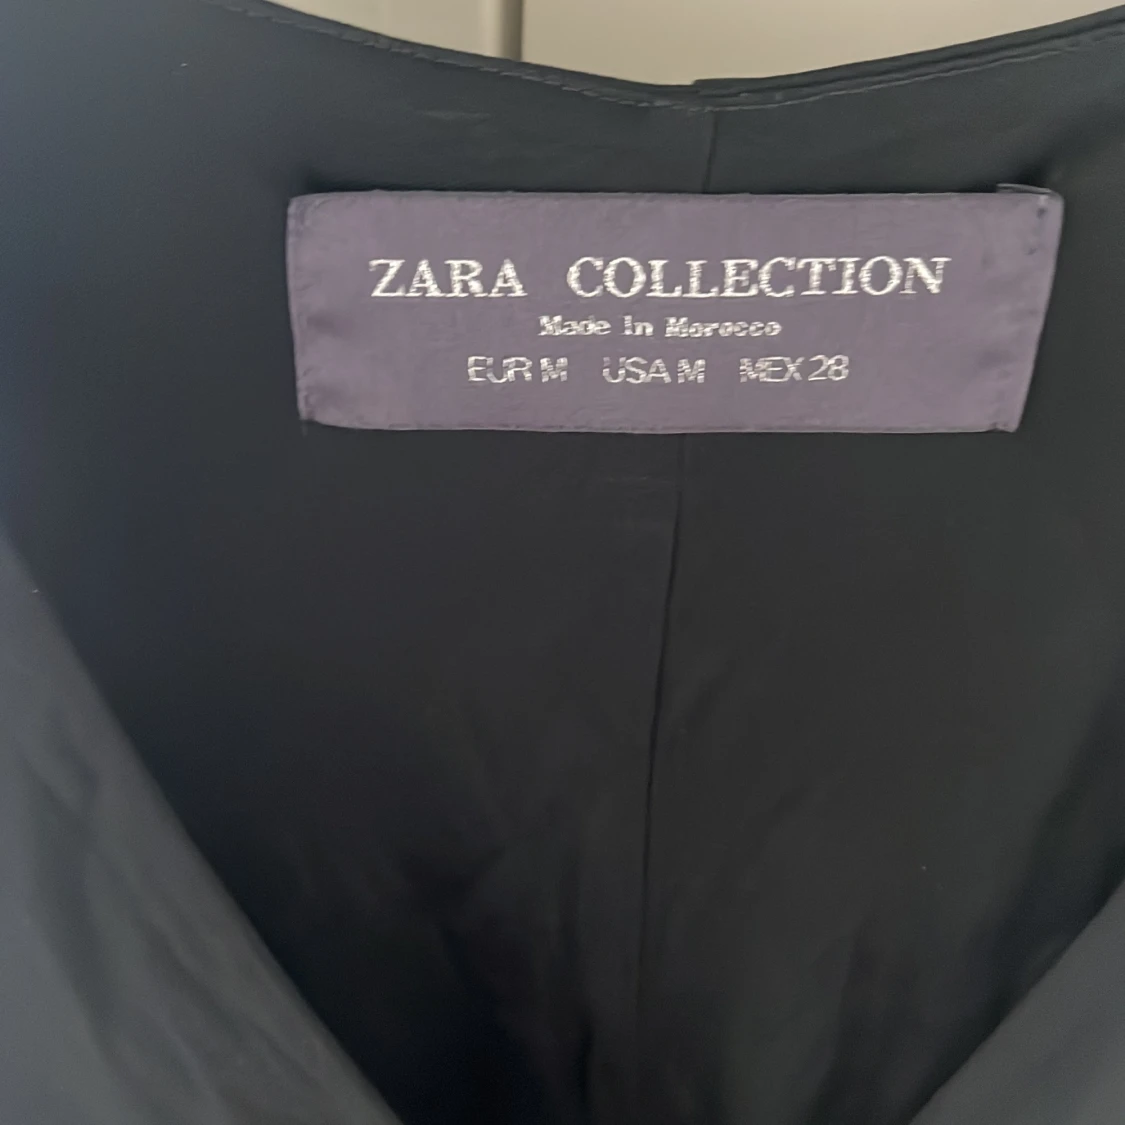 ZARA COLLECTION
Made in Morocco
EUR M USA M MEX 28